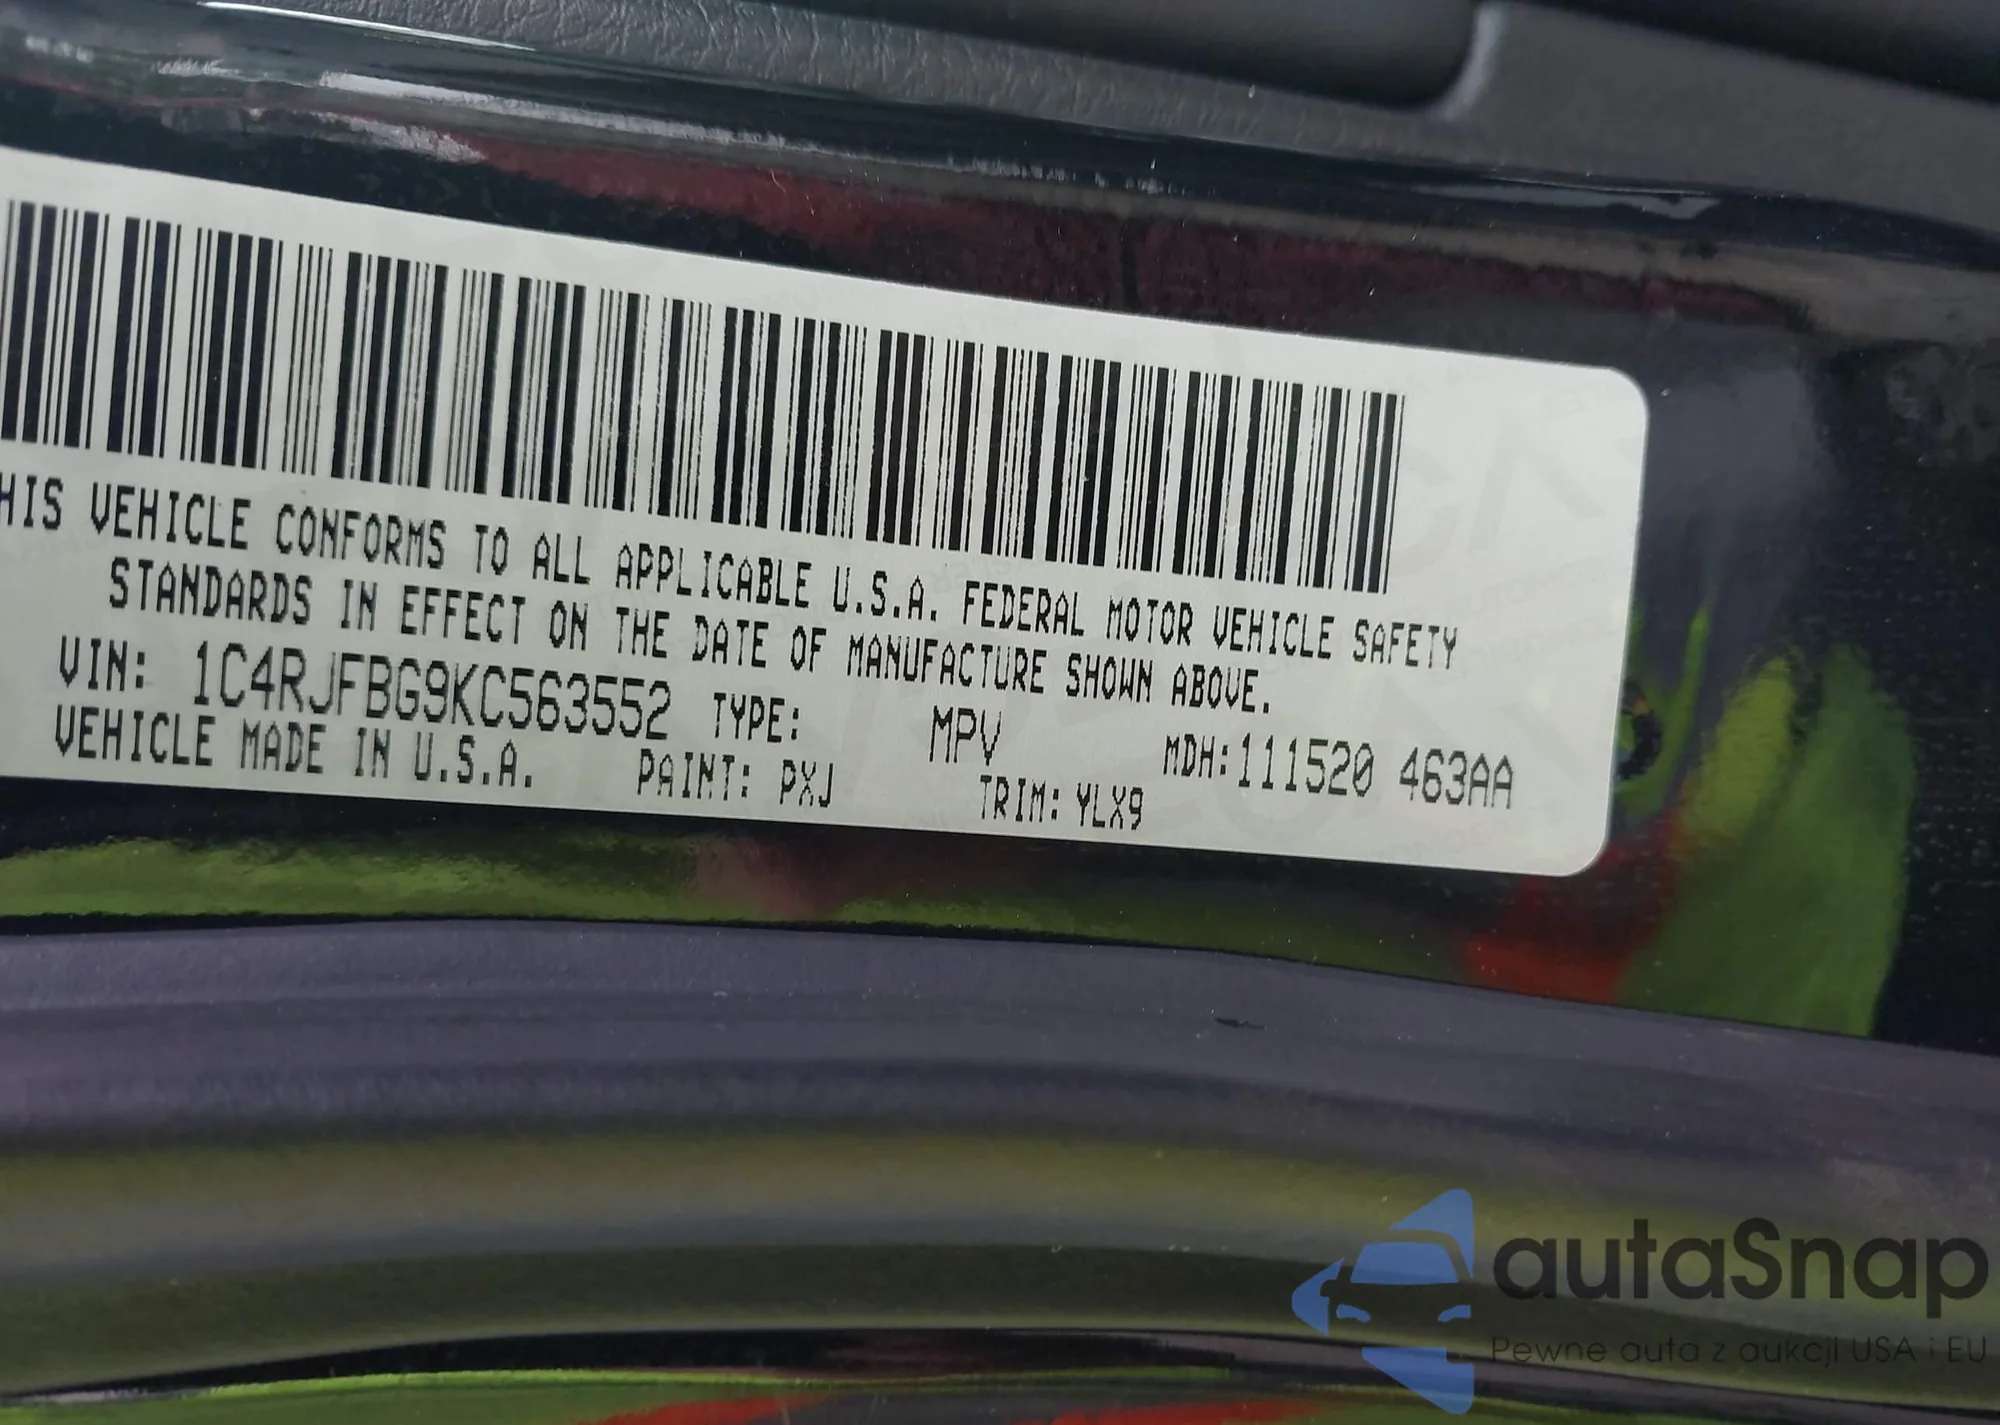 HIS VEHICLE CONFORMS TO ALL APPLICABLE U.S.A. FEDERAL MOTOR VEHICLE SAFETY
STANDARDS IN EFFECT ON THE DATE OF MANUFACTURE SHOWN ABOVE.
VIN: 1C4RJFBG9KC563552 TYPE: MPV MDH:111520 463AA
VEHICLE MADE IN U.S.A. PAINT: PXJ TRIM: YLX9
autaSnap
Pewne auta z aukcji USA i EU